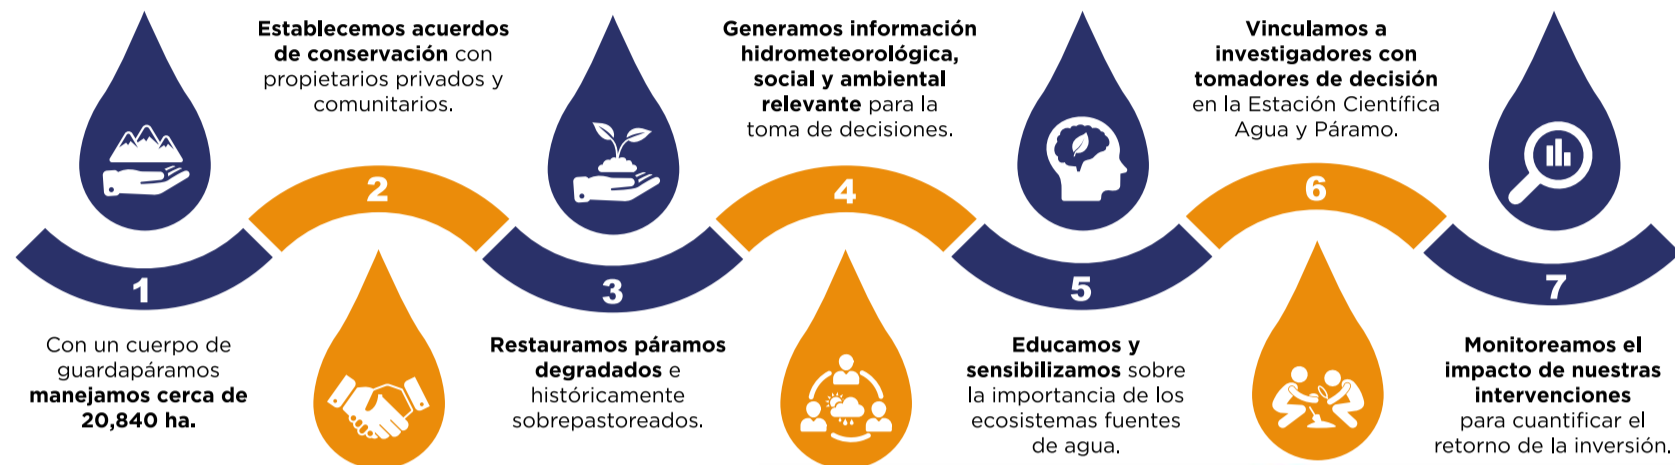 1
Con un cuerpo de
guardapáramos
manejamos cerca de
20,840 ha.
2
Establecemos acuerdos
de conservación con
propietarios privados y
comunitarios.
3
Restauramos páramos
degradados e
históricamente
sobrepastoreados.
4
Generamos información
hidrometeorológica,
social y ambiental
relevante para la
toma de decisiones.
5
Educamos y
sensibilizamos sobre
la importancia de los
ecosistemas fuentes
de agua.
6
Vinculamos a
investigadores con
tomadores de decisión
en la Estación Científica
Agua y Páramo.
7
Monitoreamos el
impacto de nuestras
intervenciones
para cuantificar el
retorno de la inversión.